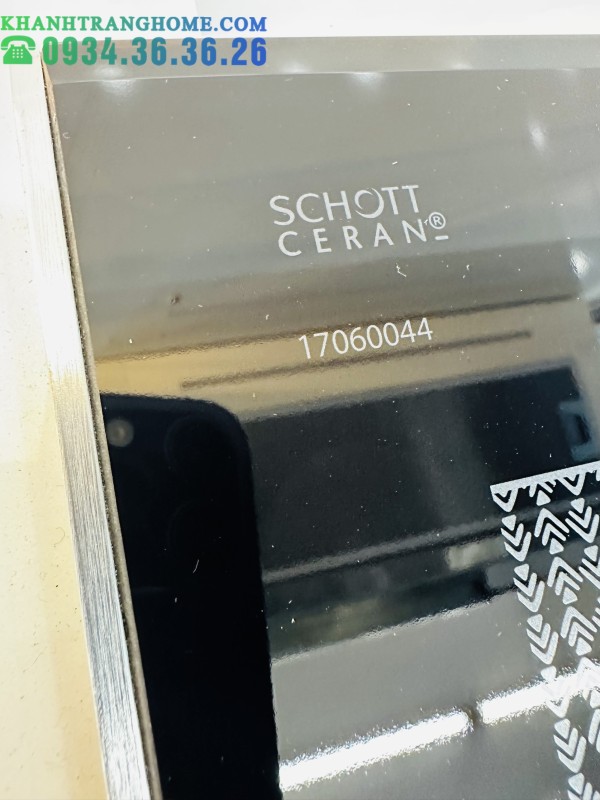 KHANHTRANGHOME.COM
☎0934.36.36.26
SCHOTT
CERAN®
17060044